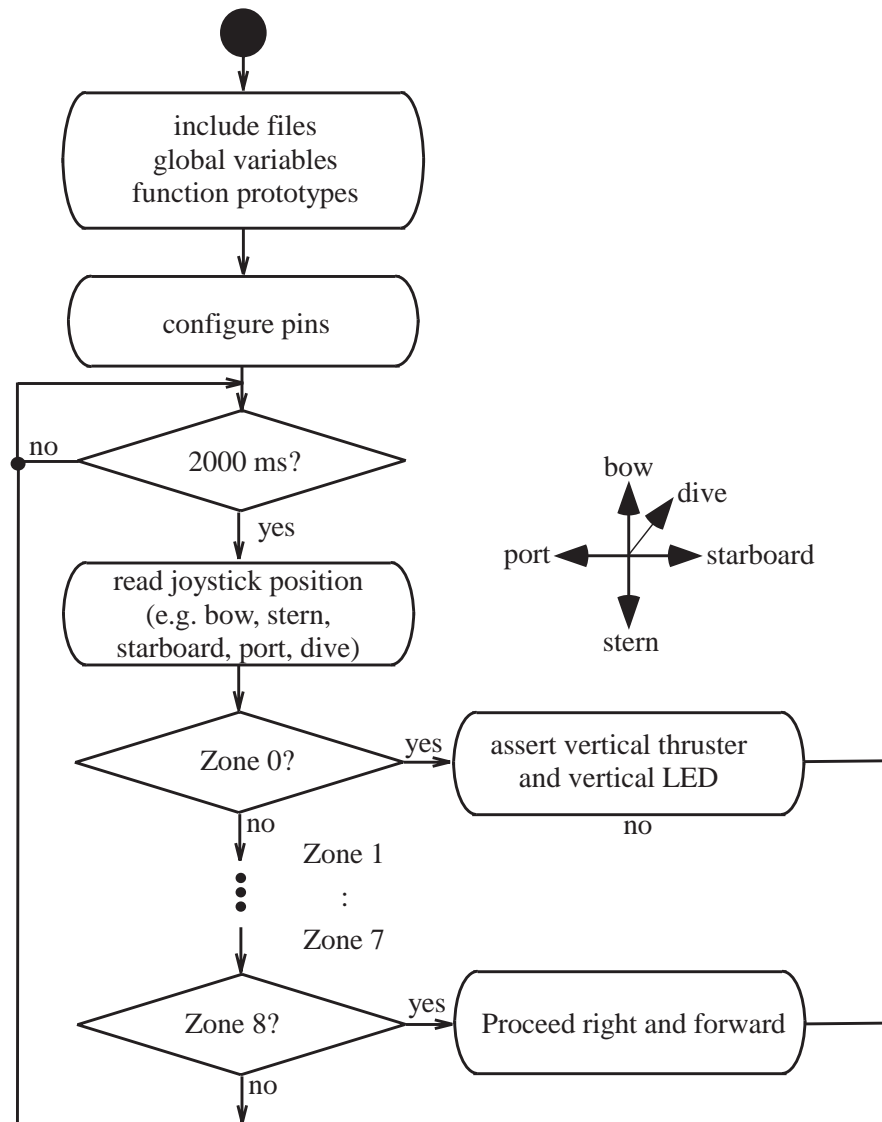 include files
global variables
function prototypes
configure pins
no
2000 ms?
yes
bow
dive
port
starboard
stern
read joystick position
(e.g. bow, stern,
starboard, port, dive)
Zone 0?
yes
assert vertical thruster
and vertical LED
no
no
Zone 1
:
Zone 7
Zone 8?
yes
Proceed right and forward
no